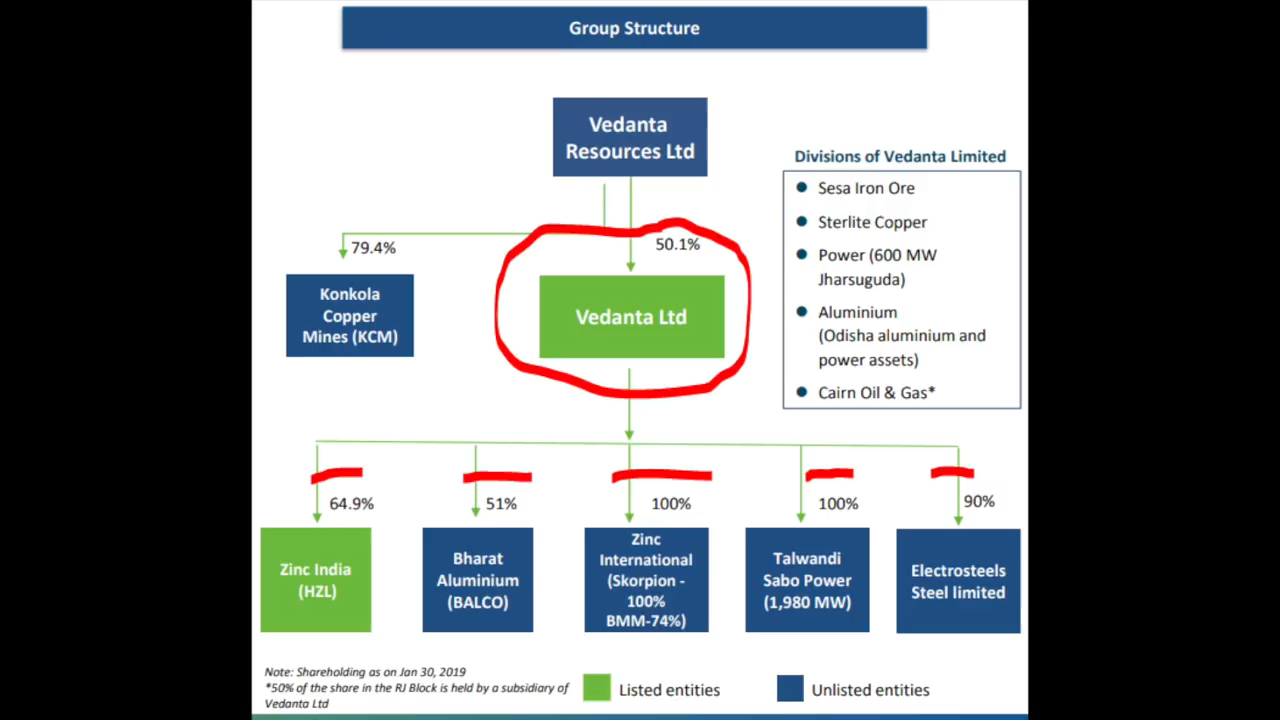 Group Structure
Vedanta
Resources Ltd
Divisions of Vedanta Limited
Sesa Iron Ore
Sterlite Copper
Power (600 MW
Jharsuguda)
Aluminium
(Odisha aluminium and
power assets)
Cairn Oil & Gas*
79.4%
50.1%
Konkola
Copper
Mines (KCM)
Vedanta Ltd
64.9%
51%
100%
100%
90%
Zinc India
(HZL)
Bharat
Aluminium
(BALCO)
Zinc
International
(Skorpion -
100%
BMM-74%)
Talwandi
Sabo Power
(1,980 MW)
Electrosteels
Steel limited
Note: Shareholding as on Jan 30, 2019
*50% of the share in the RJ Block is held by a subsidiary of
Vedanta Ltd
Listed entities
Unlisted entities